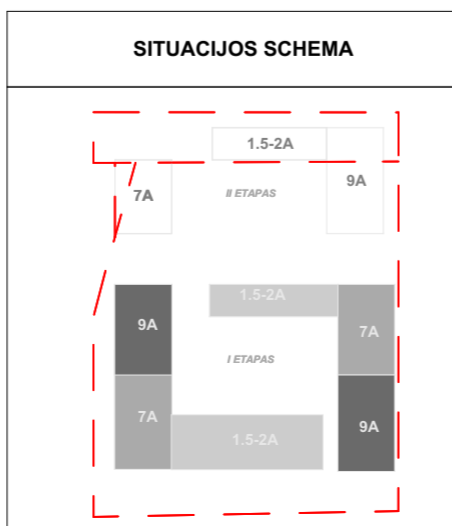 SITUACIJOS SCHEMA
1.5-2A
7A
II ETAPAS
9A
1.5-2A
9A
7A
I ETAPAS
7A
1.5-2A
9A